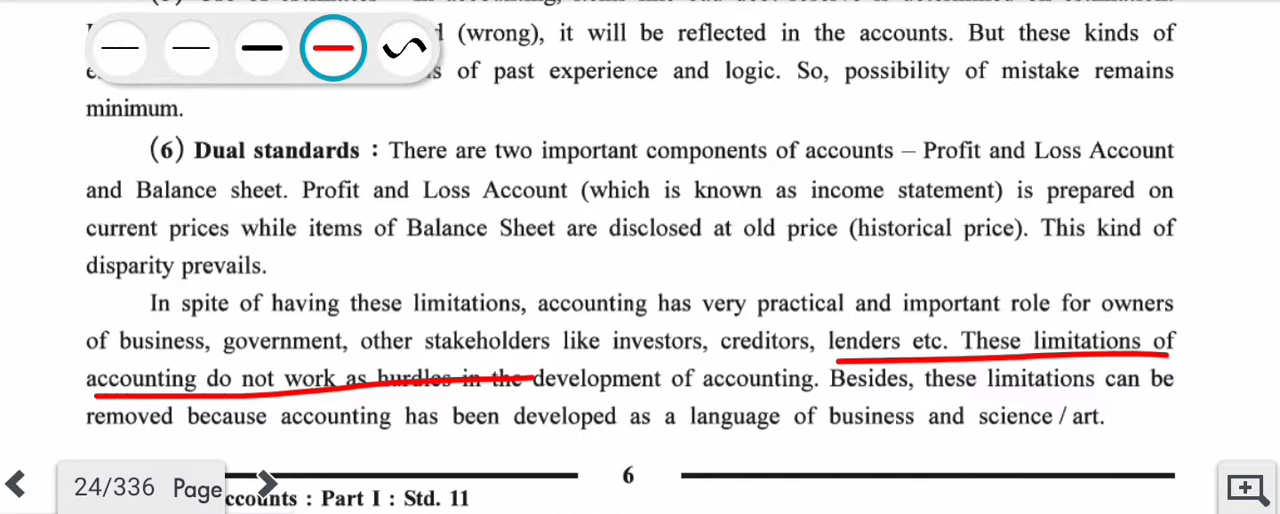 (wrong), it will be reflected in the accounts. But these kinds of
of past experience and logic. So, possibility of mistake remains
minimum.
(6) Dual standards : There are two important components of accounts – Profit and Loss Account
and Balance sheet. Profit and Loss Account (which is known as income statement) is prepared on
current prices while items of Balance Sheet are disclosed at old price (historical price). This kind of
disparity prevails.
In spite of having these limitations, accounting has very practical and important role for owners
of business, government, other stakeholders like investors, creditors, lenders etc. These limitations of
accounting do not work as hurdles in the development of accounting. Besides, these limitations can be
removed because accounting has been developed as a language of business and science / art.
6
24/336 Page
ccounts : Part I : Std. 11